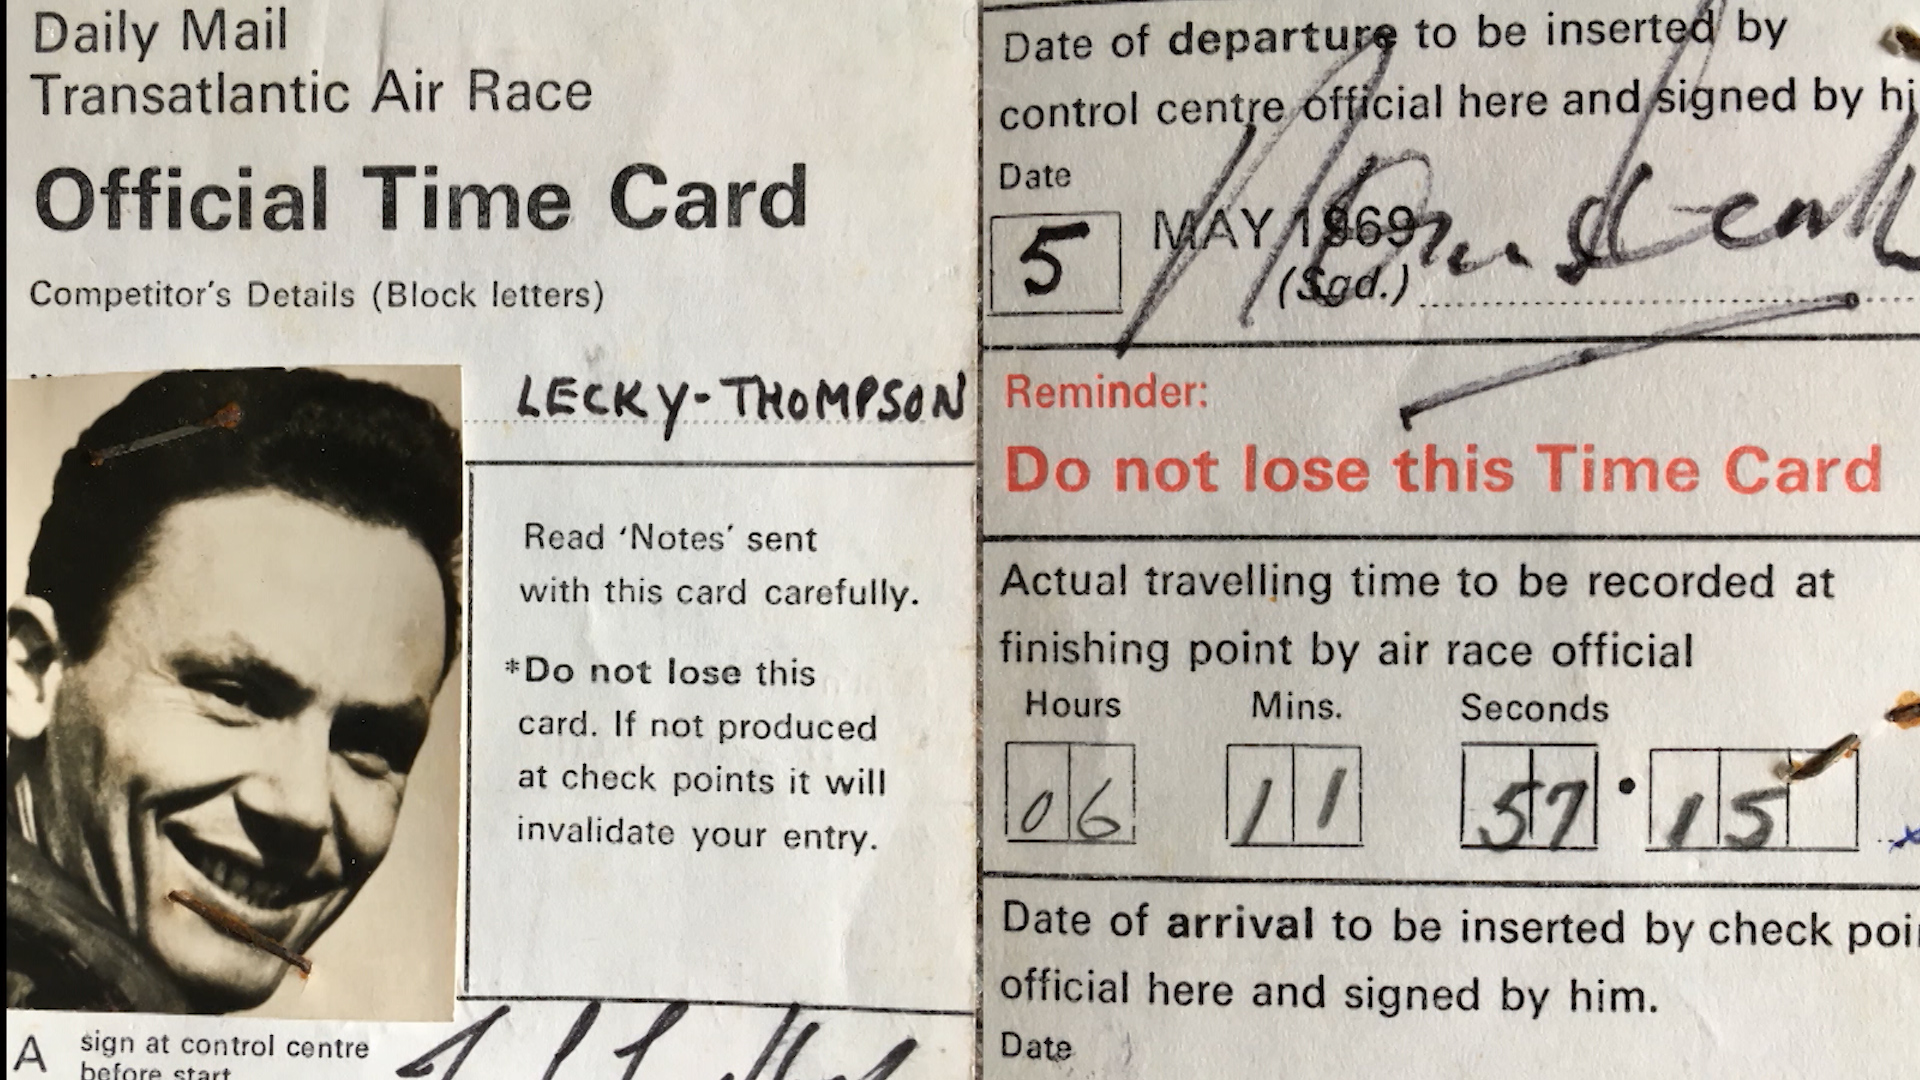 Daily Mail
Transatlantic Air Race
Official Time Card
Competitor's Details (Block letters)
LECKY-THOMPSON
Read 'Notes' sent
with this card carefully.
*Do not lose this
card. If not produced
at check points it will
invalidate your entry.
A sign at control centre
before start
Date of departure to be inserted by
control centre official here and signed by hi
Date
5 MAY 1969
(Sgd.)
Reminder:
Do not lose this Time Card
Actual travelling time to be recorded at
finishing point by air race official
Hours Mins. Seconds
06 11 57 . 15
Date of arrival to be inserted by check poi
official here and signed by him.
Date